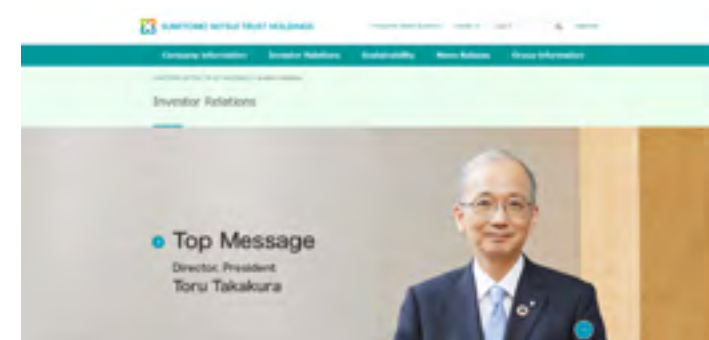 SUMITOMO MITSUI TRUST HOLDINGS
Company Information Investor Relations Sustainability News Release Group Information
Investor Relations
Top Message
Director, President
Toru Takakura